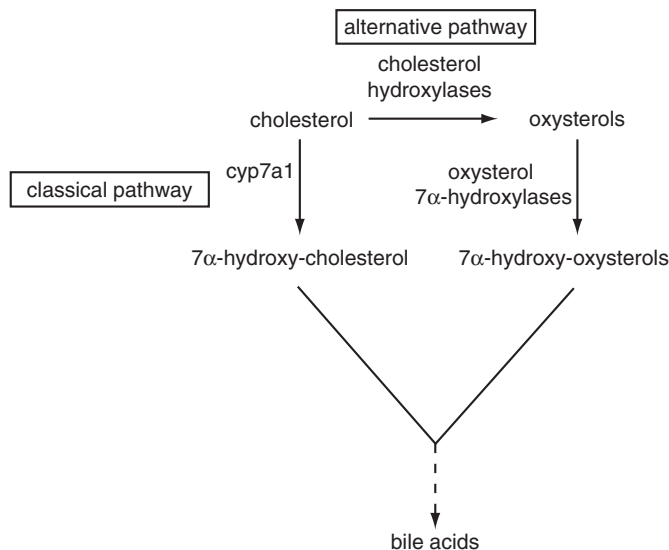 alternative pathway
cholesterol
hydroxylases
cholesterol
oxysterols
cyp7a1
classical pathway
oxysterol
7α-hydroxylases
7α-hydroxy-cholesterol
7α-hydroxy-oxysterols
bile acids